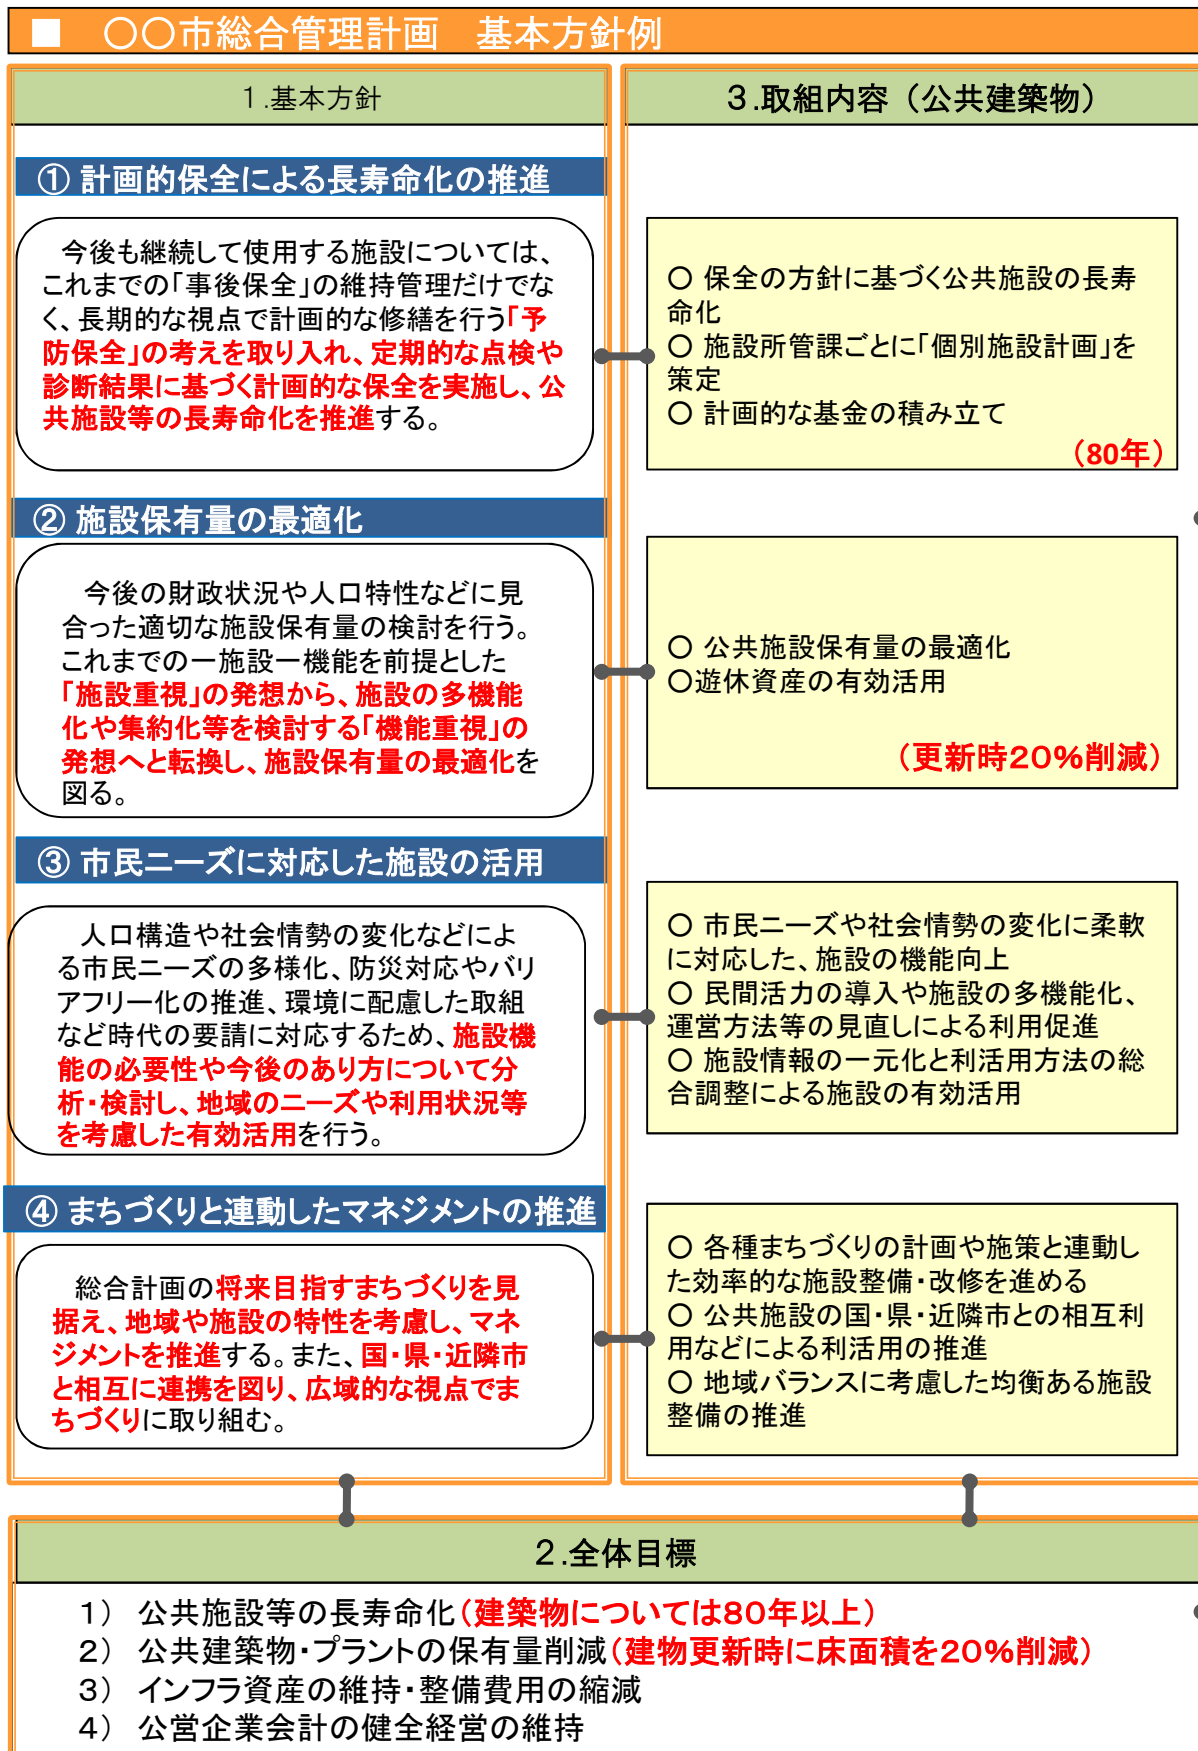 ■　〇〇市総合管理計画　基本方針例
１.基本方針
① 計画的保全による長寿命化の推進
今後も継続して使用する施設については、
これまでの「事後保全」の維持管理だけでな
く、長期的な視点で計画的な修繕を行う「予
防保全」の考えを取り入れ、定期的な点検や
診断結果に基づく計画的な保全を実施し、公
共施設等の長寿命化を推進する。
② 施設保有量の最適化
今後の財政状況や人口特性などに見
合った適切な施設保有量の検討を行う。
これまでの一施設一機能を前提とした
「施設重視」の発想から、施設の多機能
化や集約化等を検討する「機能重視」の
発想へと転換し、施設保有量の最適化を
図る。
③ 市民ニーズに対応した施設の活用
人口構造や社会情勢の変化などによ
る市民ニーズの多様化、防災対応やバリ
アフリー化の推進、環境に配慮した取組
など時代の要請に対応するため、施設機
能の必要性や今後のあり方について分
析・検討し、地域のニーズや利用状況等
を考慮した有効活用を行う。
④ まちづくりと連動したマネジメントの推進
総合計画の将来目指すまちづくりを見
据え、地域や施設の特性を考慮し、マネ
ジメントを推進する。また、国・県・近隣市
と相互に連携を図り、広域的な視点でま
ちづくりに取り組む。
３.取組内容（公共建築物）
〇 保全の方針に基づく公共施設の長寿
命化
〇 施設所管課ごとに「個別施設計画」を
策定
〇 計画的な基金の積み立て
（80年）
〇 公共施設保有量の最適化
〇遊休資産の有効活用
（更新時２０％削減）
〇 市民ニーズや社会情勢の変化に柔軟
に対応した、施設の機能向上
〇 民間活力の導入や施設の多機能化、
運営方法等の見直しによる利用促進
〇 施設情報の一元化と利活用方法の総
合調整による施設の有効活用
〇 各種まちづくりの計画や施策と連動し
た効率的な施設整備・改修を進める
〇 公共施設の国・県・近隣市との相互利
用などによる利活用の推進
〇 地域バランスに考慮した均衡ある施設
整備の推進
２.全体目標
１） 公共施設等の長寿命化（建築物については８０年以上）
２） 公共建築物・プラントの保有量削減（建物更新時に床面積を２０％削減）
３） インフラ資産の維持・整備費用の縮減
４） 公営企業会計の健全経営の維持